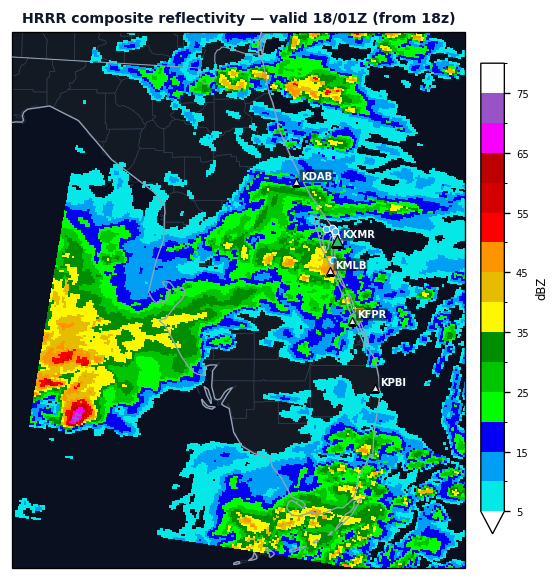 HRRR composite reflectivity — valid 18/01Z (from 18z)
KDAB
KXMR
KMLB
KFPR
KPBI
75
65
55
45
35
25
15
5
dBZ